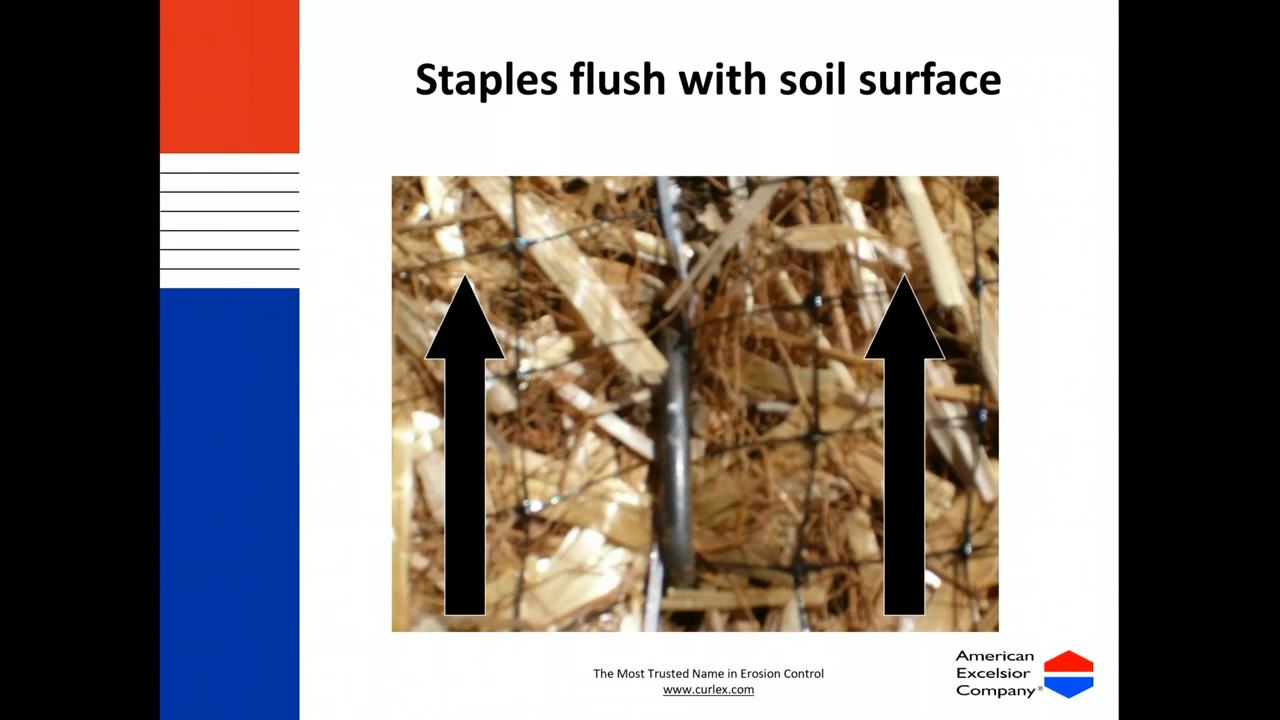 Staples flush with soil surface
The Most Trusted Name in Erosion Control
www.curlex.com
American
Excelsior
Company®